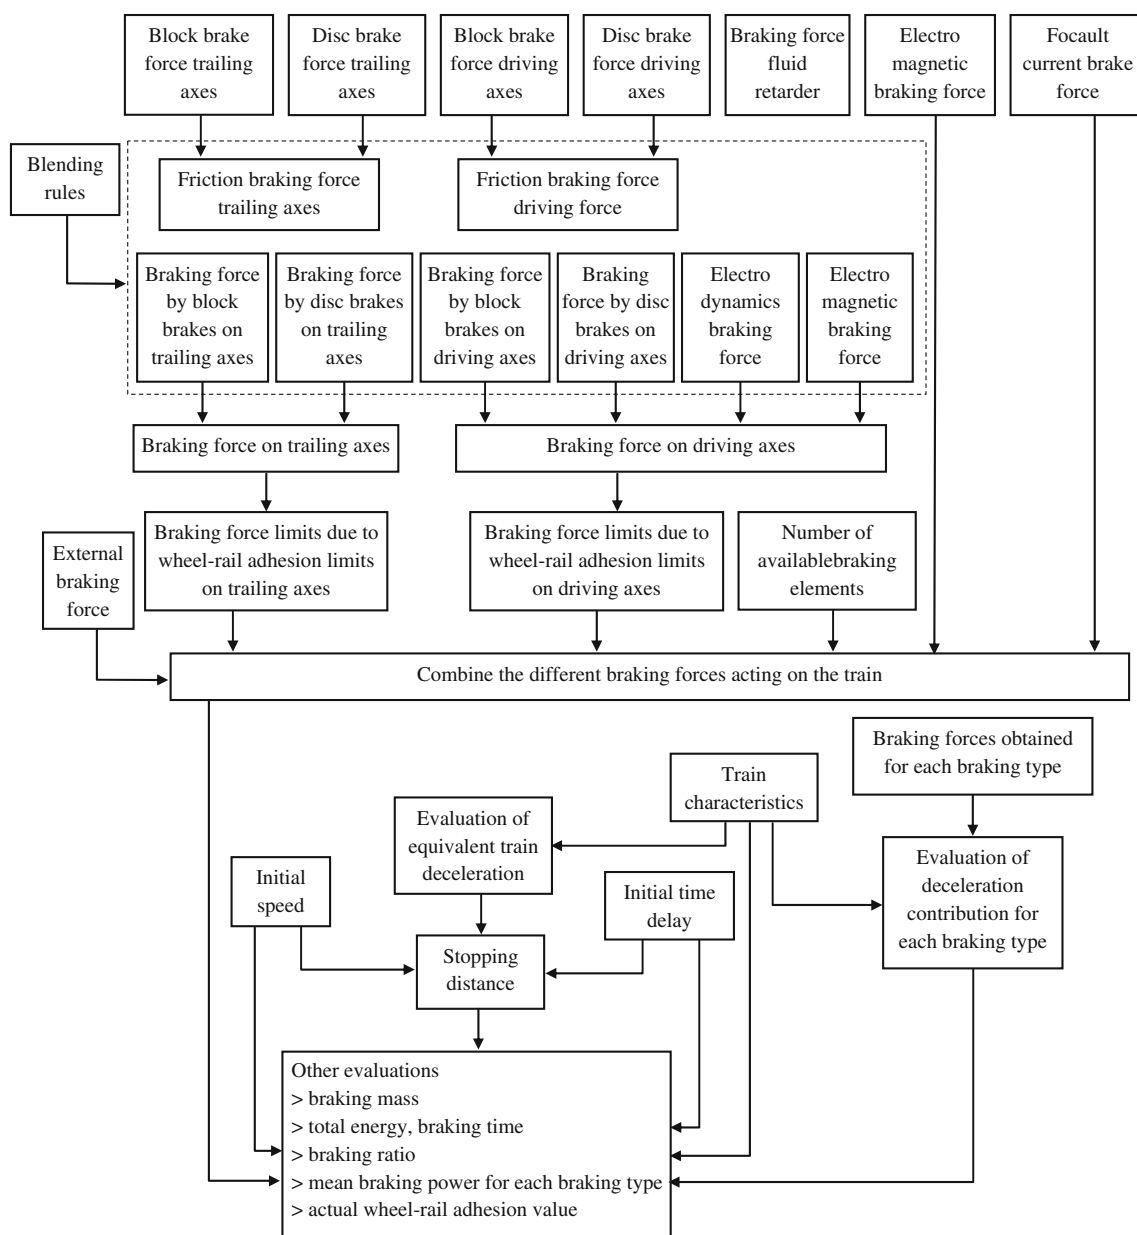 Block brake
force trailing
axes
Disc brake
force trailing
axes
Block brake
force driving
axes
Disc brake
force driving
axes
Braking force
fluid
retarder
Electro
magnetic
braking force
Focault
current brake
force
Blending
rules
Friction braking force
trailing axes
Friction braking force
driving force
Braking force
by block
brakes on
trailing axes
Braking force
by disc brakes
on trailing
axes
Braking force
by block
brakes on
driving axes
Braking
force by disc
brakes on
driving axes
Electro
dynamics
braking
force
Electro
magnetic
braking
force
Braking force on trailing axes
Braking force on driving axes
External
braking
force
Braking force limits due to
wheel-rail adhesion limits
on trailing axes
Braking force limits due to
wheel-rail adhesion limits
on driving axes
Number of
availablebraking
elements
Combine the different braking forces acting on the train
Braking forces obtained
for each braking type
Train
characteristics
Evaluation of
equivalent train
deceleration
Initial
speed
Initial time
delay
Evaluation of
deceleration
contribution for
each braking type
Stopping
distance
Other evaluations
> braking mass
> total energy, braking time
> braking ratio
> mean braking power for each braking type
> actual wheel-rail adhesion value